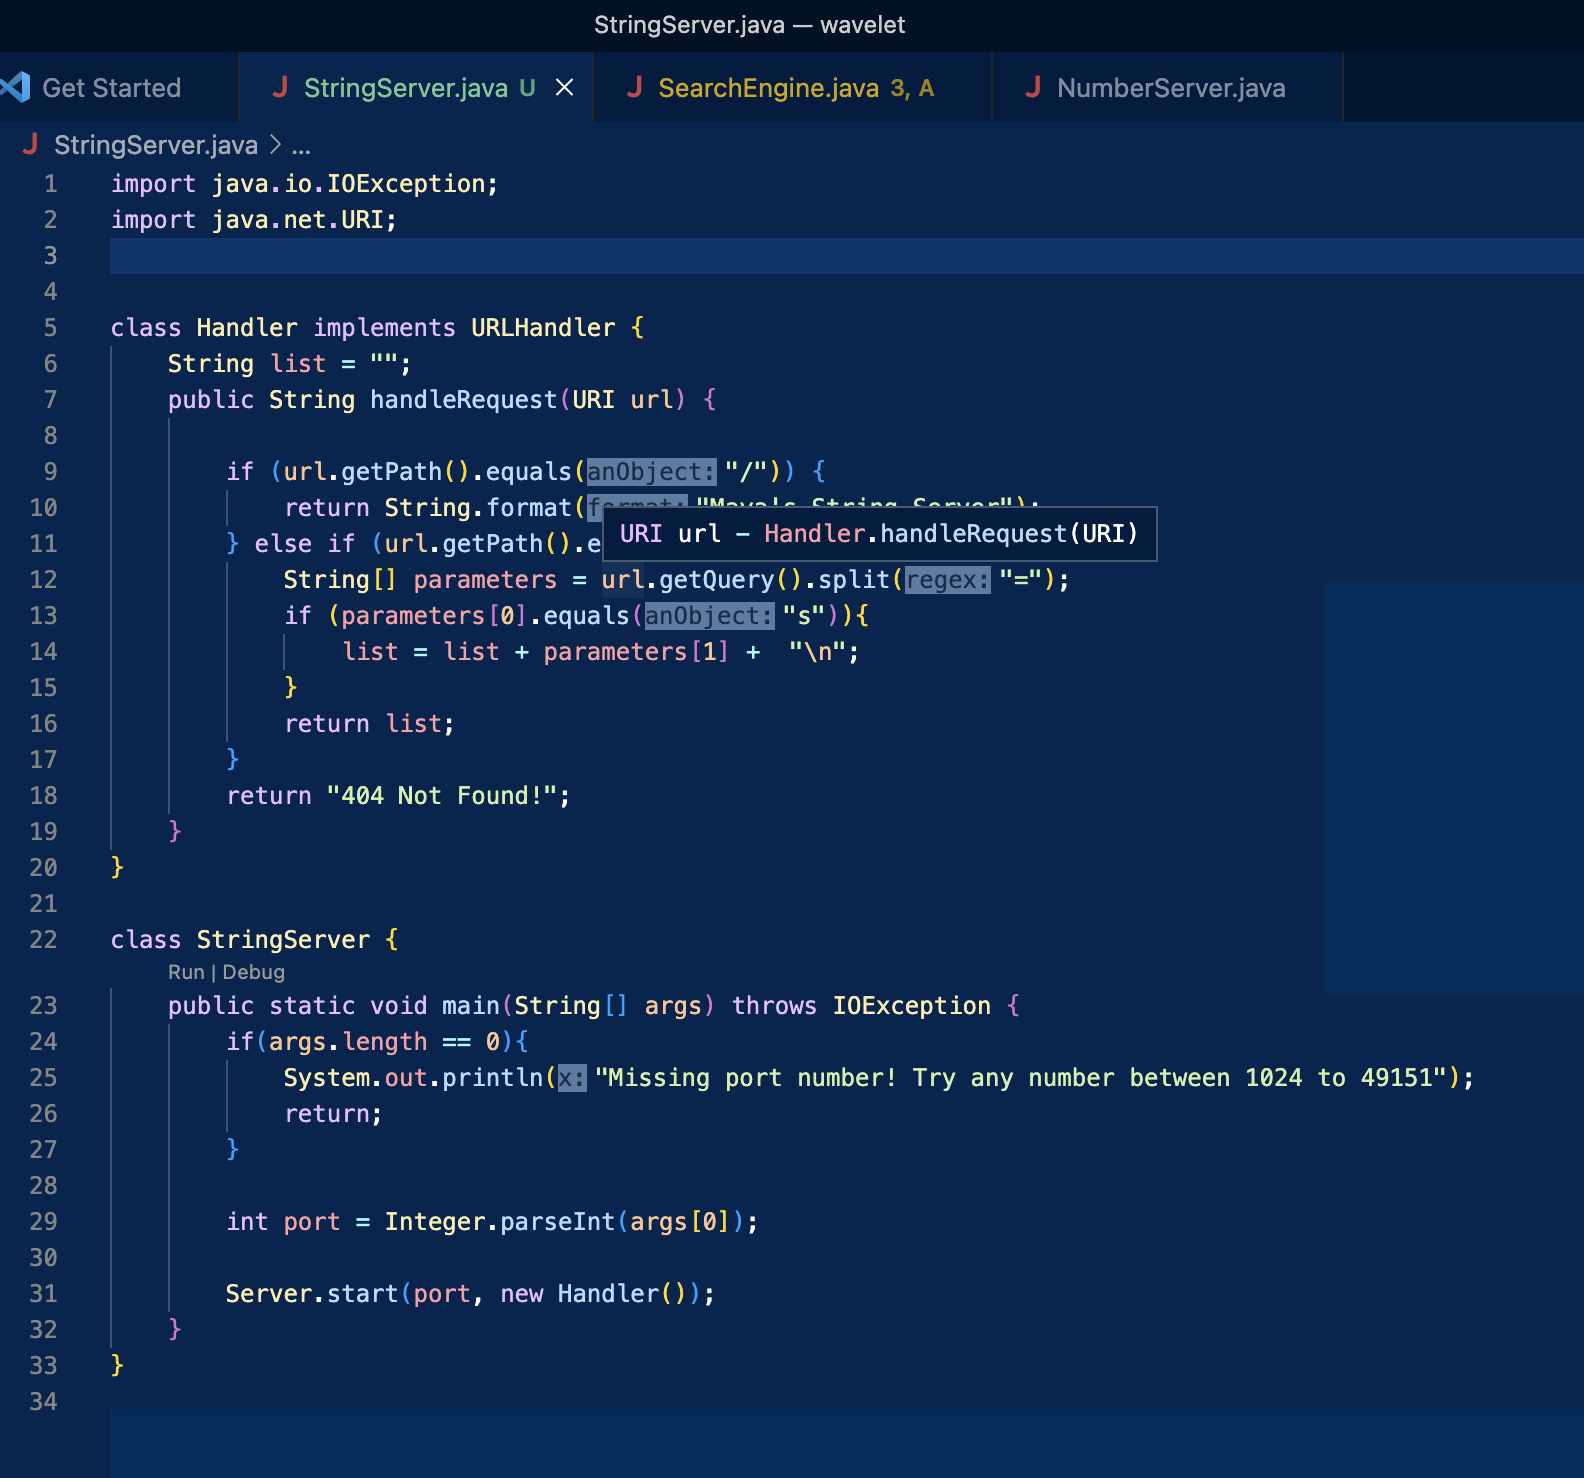 StringServer.java — wavelet
Get Started StringServer.java U SearchEngine.java 3, A NumberServer.java
StringServer.java > ...
1 import java.io.IOException;
2 import java.net.URI;
3
4
5 class Handler implements URLHandler {
6 String list = "";
7 public String handleRequest(URI url) {
8
9 if (url.getPath().equals(anObject: "/")) {
10 return String.format(format: "Maya's String Server");
URI url - Handler.handleRequest(URI)
11 } else if (url.getPath().e
12 String[] parameters = url.getQuery().split(regex: "=");
13 if (parameters[0].equals(anObject: "s")){
14 list = list + parameters[1] + "\n";
15 }
16 return list;
17 }
18 return "404 Not Found!";
19 }
20 }
21
22 class StringServer {
Run | Debug
23 public static void main(String[] args) throws IOException {
24 if(args.length == 0){
25 System.out.println(x: "Missing port number! Try any number between 1024 to 49151");
26 return;
27 }
28
29 int port = Integer.parseInt(args[0]);
30
31 Server.start(port, new Handler());
32 }
33 }
34